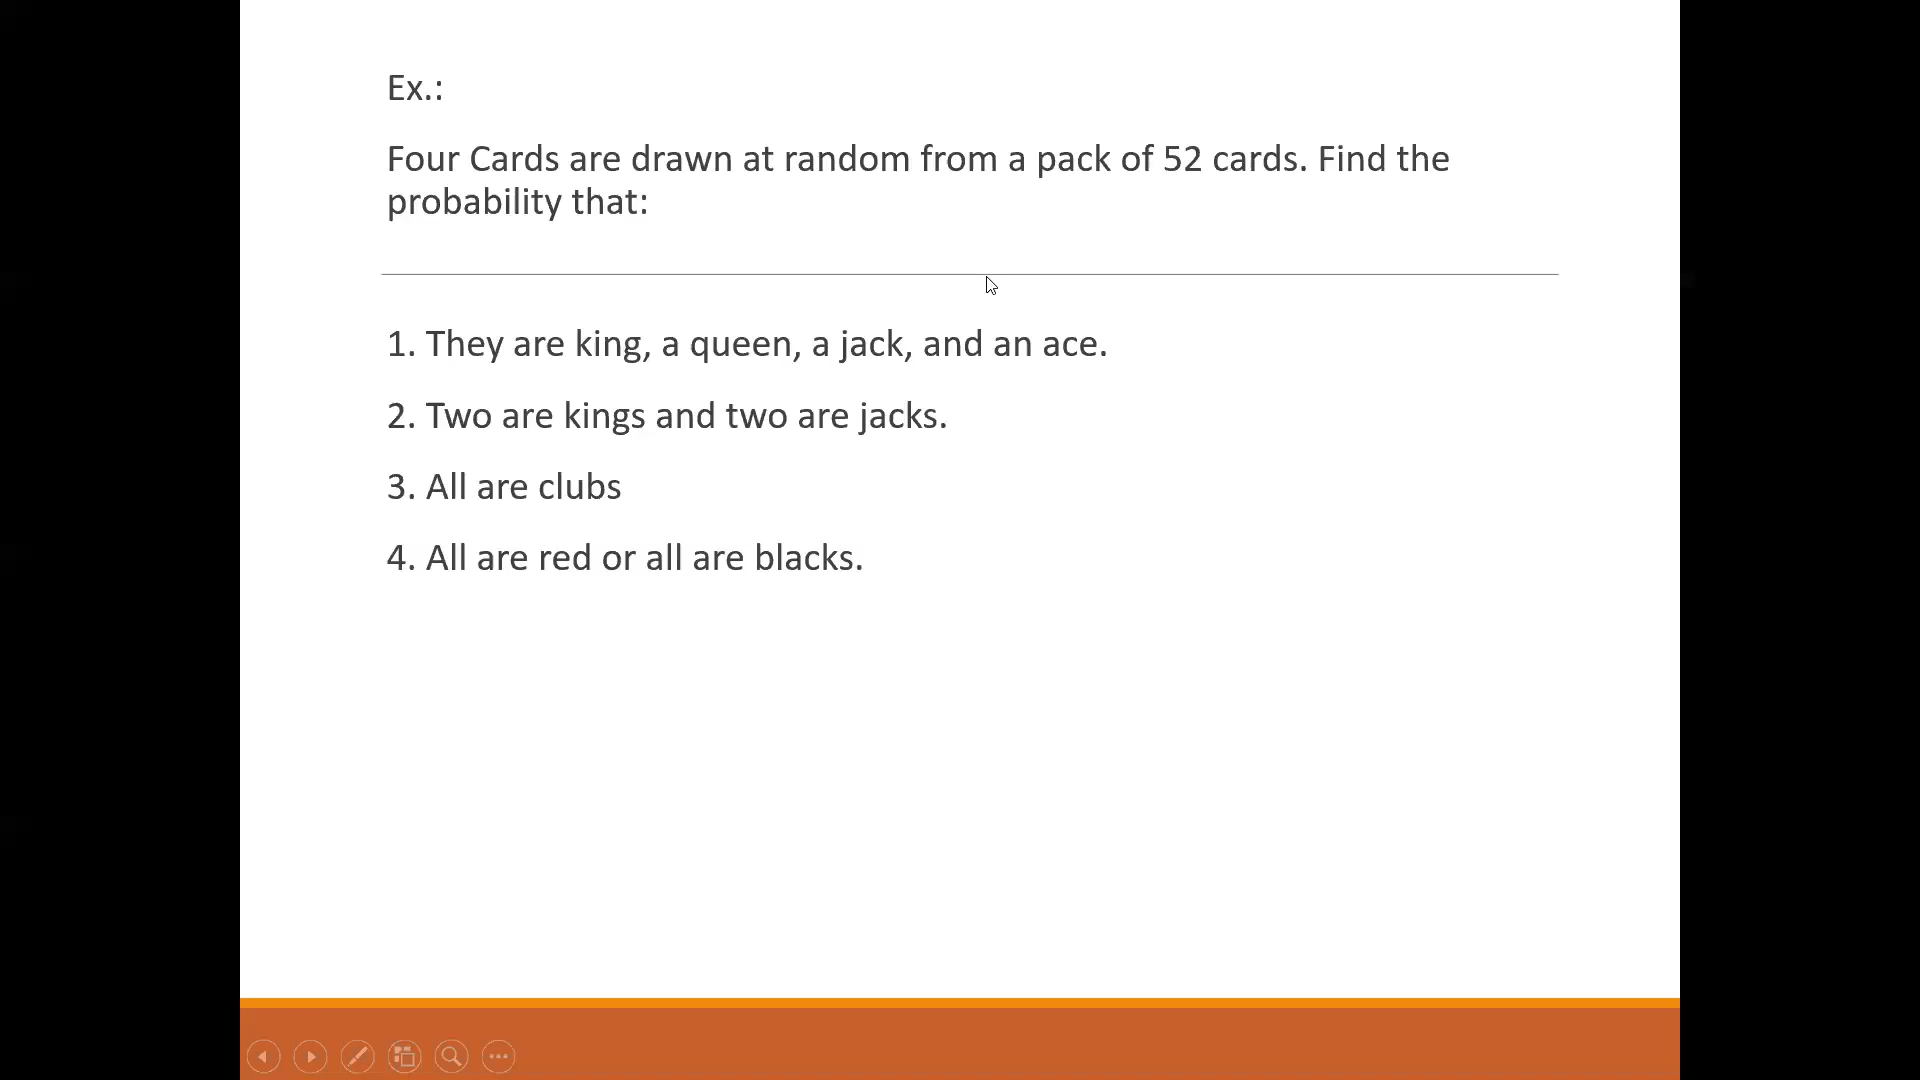 Ex.:
Four Cards are drawn at random from a pack of 52 cards. Find the
probability that:
1. They are king, a queen, a jack, and an ace.
2. Two are kings and two are jacks.
3. All are clubs
4. All are red or all are blacks.